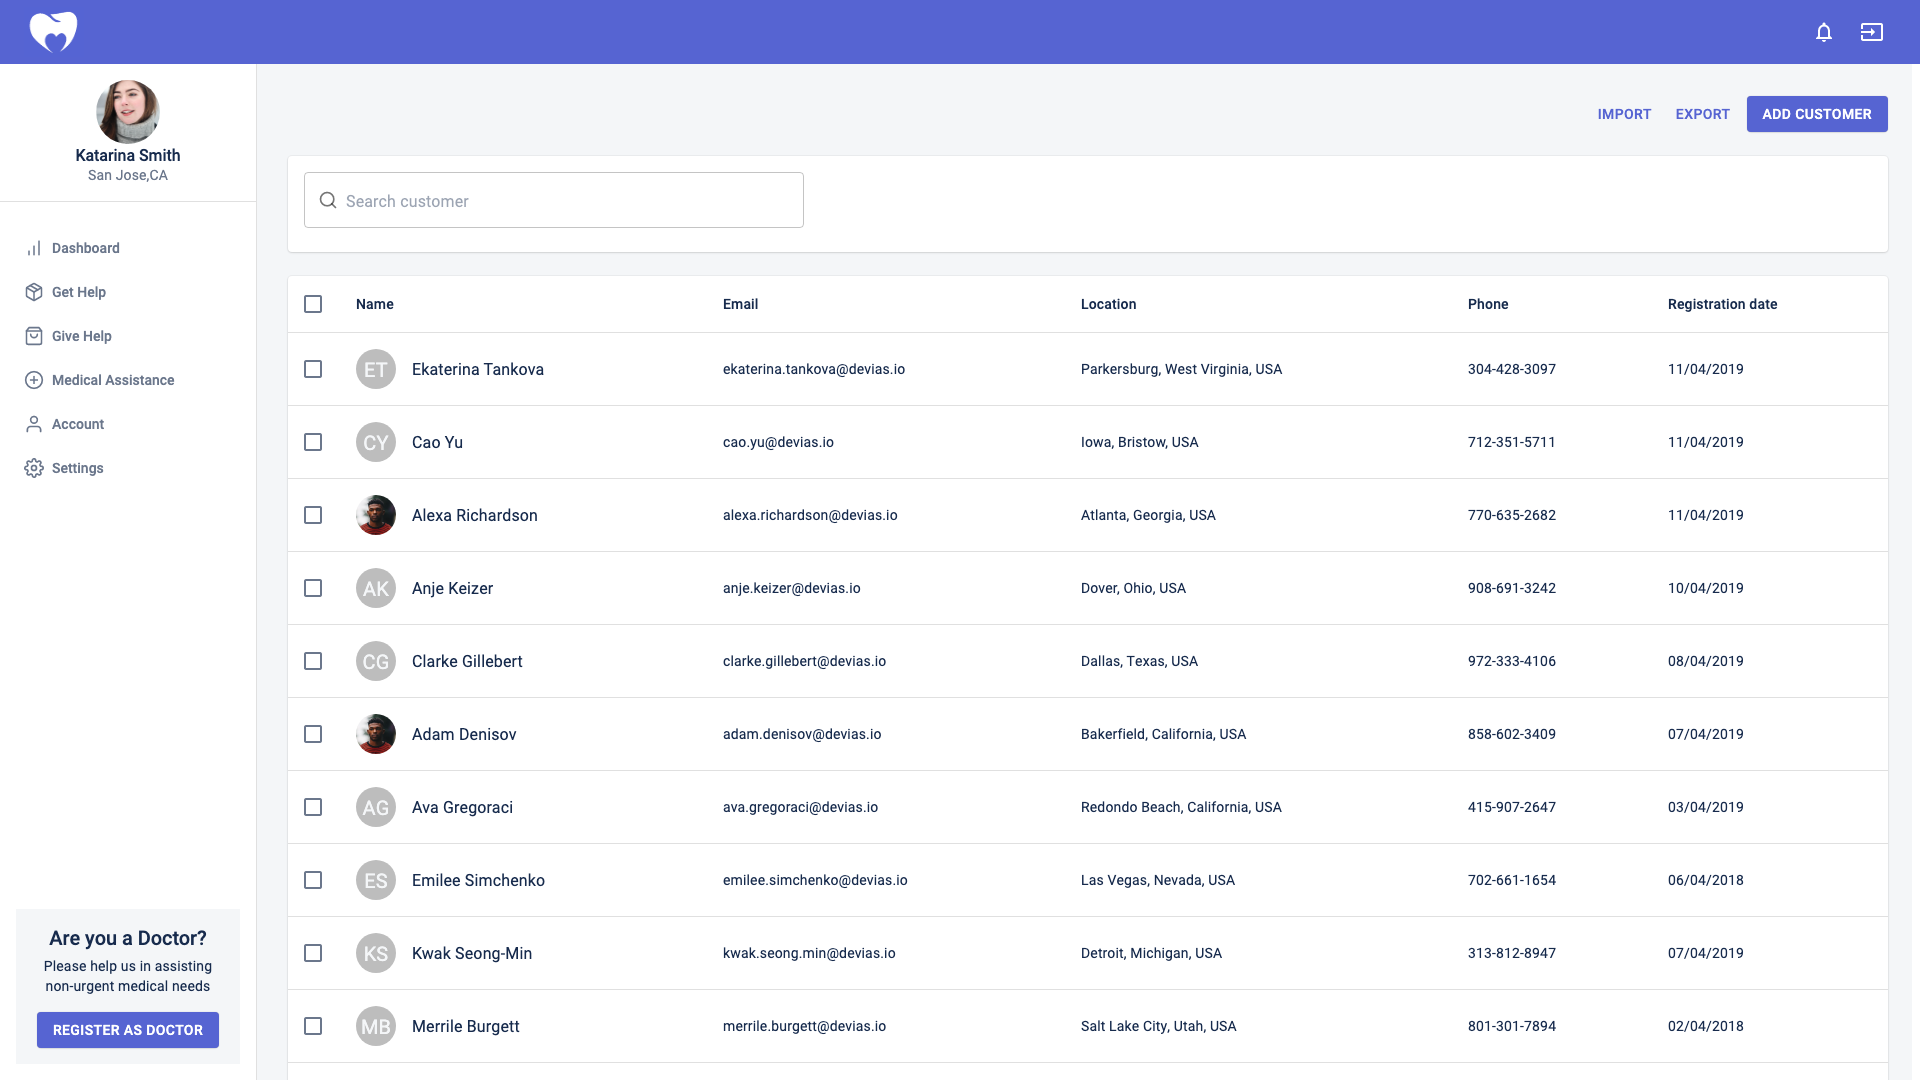 Katarina Smith
San Jose,CA
Dashboard
Get Help
Give Help
Medical Assistance
Account
Settings
Are you a Doctor?
Please help us in assisting
non-urgent medical needs
REGISTER AS DOCTOR
IMPORT EXPORT ADD CUSTOMER
Search customer
Name Email Location Phone Registration date
ET Ekaterina Tankova ekaterina.tankova@devias.io Parkersburg, West Virginia, USA 304-428-3097 11/04/2019
CY Cao Yu cao.yu@devias.io Iowa, Bristow, USA 712-351-5711 11/04/2019
Alexa Richardson alexa.richardson@devias.io Atlanta, Georgia, USA 770-635-2682 11/04/2019
AK Anje Keizer anje.keizer@devias.io Dover, Ohio, USA 908-691-3242 10/04/2019
CG Clarke Gillebert clarke.gillebert@devias.io Dallas, Texas, USA 972-333-4106 08/04/2019
Adam Denisov adam.denisov@devias.io Bakerfield, California, USA 858-602-3409 07/04/2019
AG Ava Gregoraci ava.gregoraci@devias.io Redondo Beach, California, USA 415-907-2647 03/04/2019
ES Emilee Simchenko emilee.simchenko@devias.io Las Vegas, Nevada, USA 702-661-1654 06/04/2018
KS Kwak Seong-Min kwak.seong.min@devias.io Detroit, Michigan, USA 313-812-8947 07/04/2019
MB Merrile Burgett merrile.burgett@devias.io Salt Lake City, Utah, USA 801-301-7894 02/04/2018